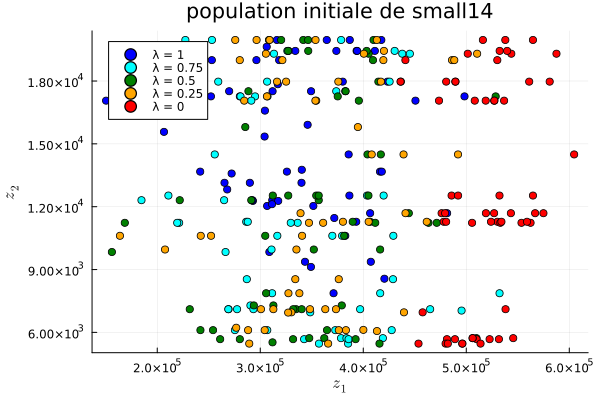 population initiale de small14
λ = 1
λ = 0.75
λ = 0.5
λ = 0.25
λ = 0
1.80×10⁴
1.50×10⁴
1.20×10⁴
9.00×10³
6.00×10³
z₂
2.0×10⁵ 3.0×10⁵ 4.0×10⁵ 5.0×10⁵ 6.0×10⁵
z₁